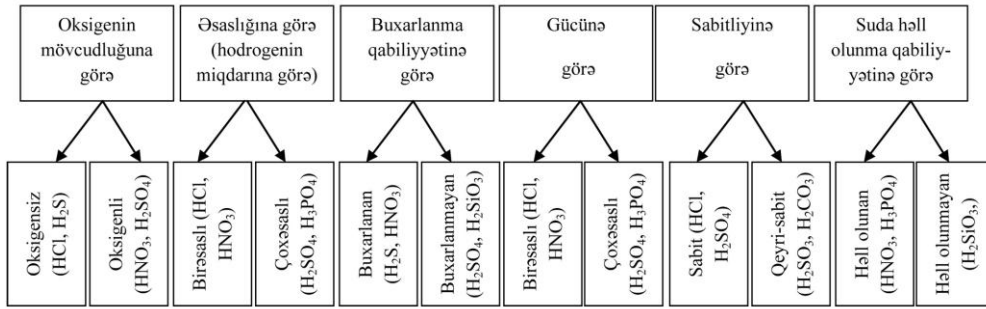 Oksigenin
mövcudluğuna
görə
Əsaslığına görə
(hodrogenin
miqdarına görə)
Buxarlanma
qabiliyyətinə
görə
Gücünə
görə
Sabitliyinə
görə
Suda həll
olunma qabiliy-
yətinə görə
Oksigensiz
(HCl, H₂S)
Oksigenli
(HNO₃, H₂SO₄)
Birəsaslı (HCl,
HNO₃)
Çoxəsaslı
(H₂SO₄, H₃PO₄)
Buxarlanan
(H₂S, HNO₃)
Buxarlanmayan
(H₂SO₄, H₂SiO₃)
Birəsaslı (HCl,
HNO₃)
Çoxəsaslı
(H₂SO₄, H₃PO₄)
Sabit (HCl,
H₂SO₄)
Qeyri-sabit
(H₂SO₃, H₂CO₃)
Həll olunan
(HNO₃, H₃PO₄)
Həll olunmayan
(H₂SiO₃,)